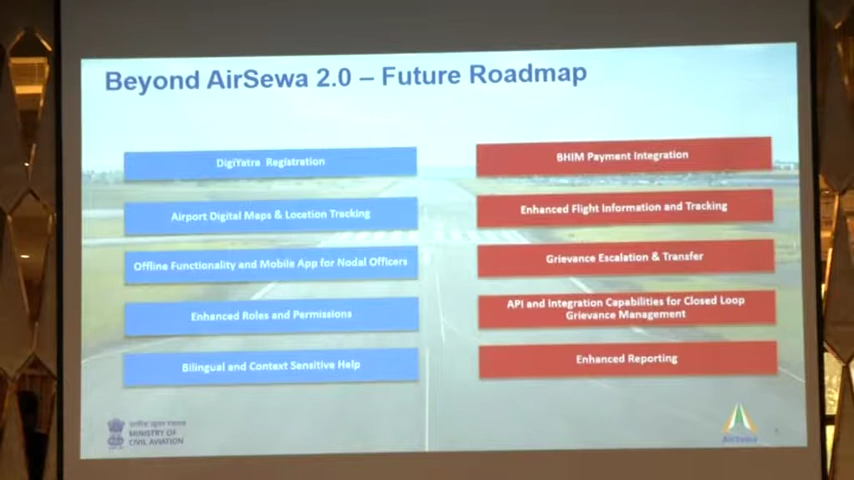 Beyond AirSewa 2.0 – Future Roadmap
DigiYatra Registration
Airport Digital Maps & Location Tracking
Offline Functionality and Mobile App for Nodal Officers
Enhanced Roles and Permissions
Bilingual and Context Sensitive Help
BHIM Payment Integration
Enhanced Flight Information and Tracking
Grievance Escalation & Transfer
API and Integration Capabilities for Closed Loop
Grievance Management
Enhanced Reporting
MINISTRY OF
CIVIL AVIATION
AirSewa